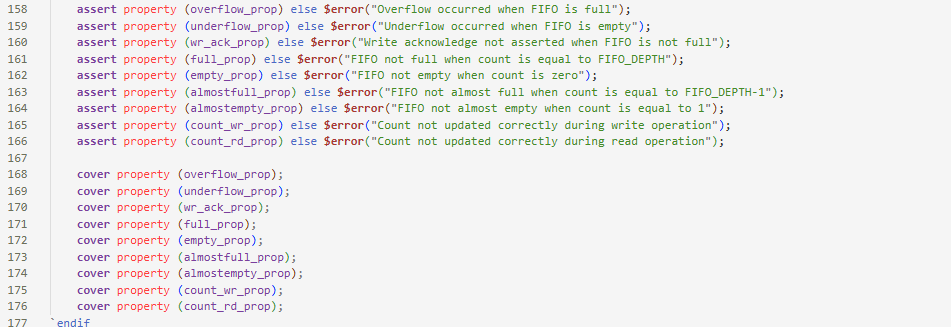 158 assert property (overflow_prop) else $error("Overflow occurred when FIFO is full");
159 assert property (underflow_prop) else $error("Underflow occurred when FIFO is empty");
160 assert property (wr_ack_prop) else $error("Write acknowledge not asserted when FIFO is not full");
161 assert property (full_prop) else $error("FIFO not full when count is equal to FIFO_DEPTH");
162 assert property (empty_prop) else $error("FIFO not empty when count is zero");
163 assert property (almostfull_prop) else $error("FIFO not almost full when count is equal to FIFO_DEPTH-1");
164 assert property (almostempty_prop) else $error("FIFO not almost empty when count is equal to 1");
165 assert property (count_wr_prop) else $error("Count not updated correctly during write operation");
166 assert property (count_rd_prop) else $error("Count not updated correctly during read operation");
167
168 cover property (overflow_prop);
169 cover property (underflow_prop);
170 cover property (wr_ack_prop);
171 cover property (full_prop);
172 cover property (empty_prop);
173 cover property (almostfull_prop);
174 cover property (almostempty_prop);
175 cover property (count_wr_prop);
176 cover property (count_rd_prop);
177 `endif